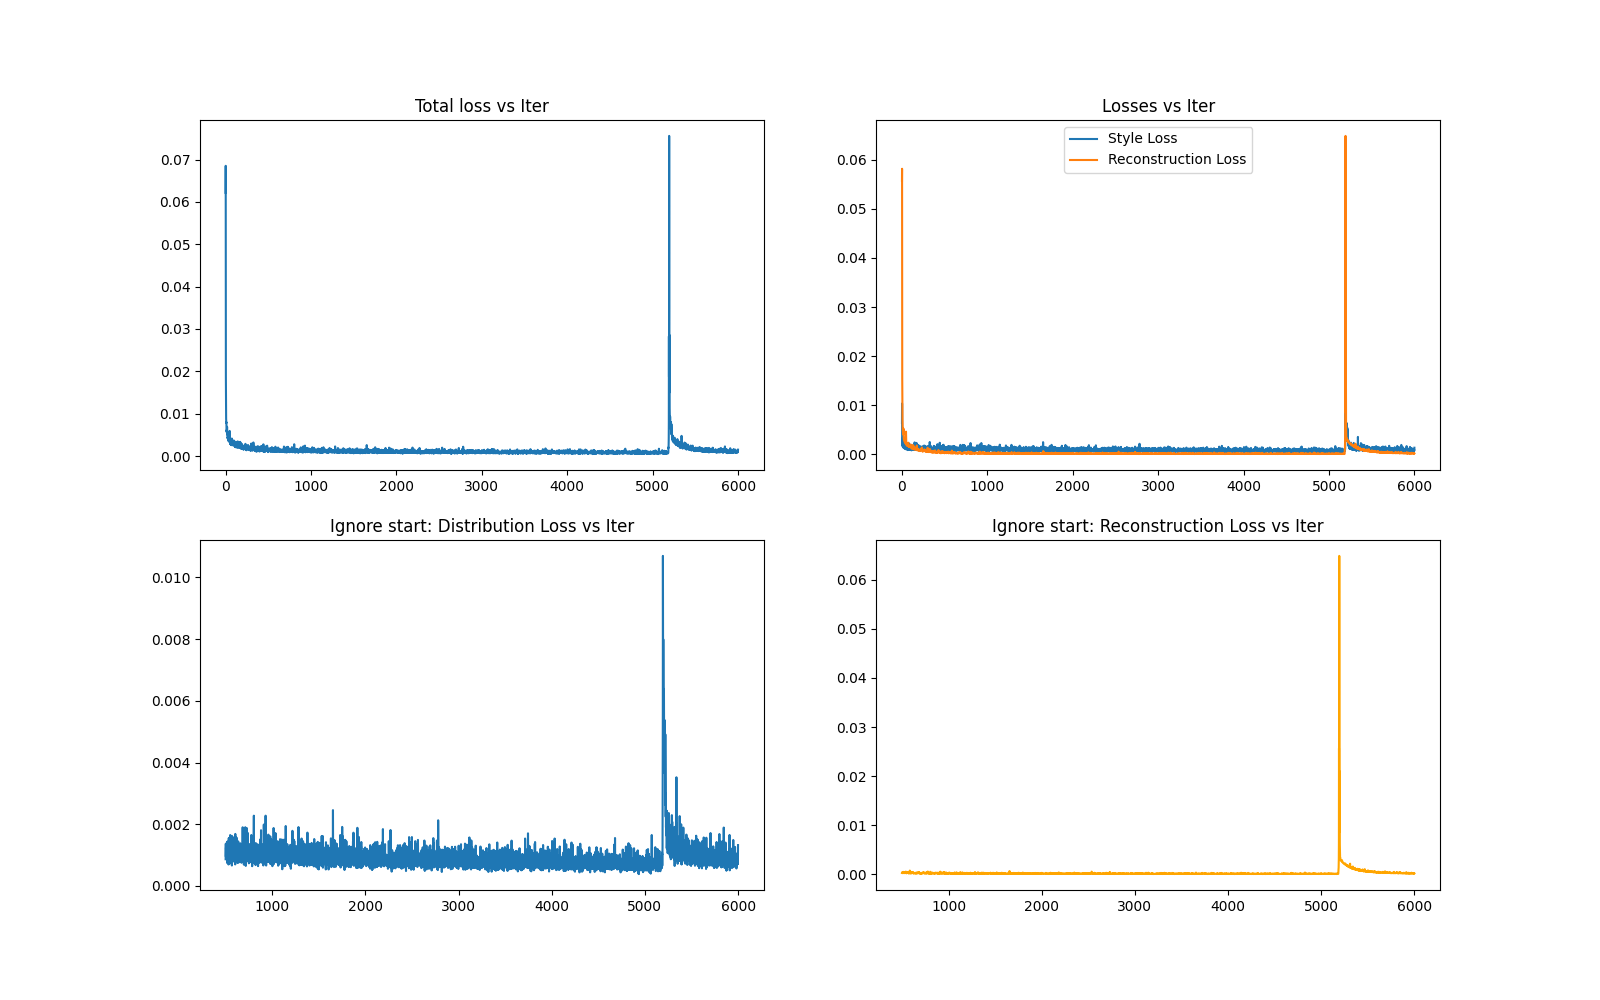 Total loss vs Iter
0.07
0.06
0.05
0.04
0.03
0.02
0.01
0.00
0 1000 2000 3000 4000 5000 6000
Losses vs Iter
Style Loss
Reconstruction Loss
0.06
0.05
0.04
0.03
0.02
0.01
0.00
0 1000 2000 3000 4000 5000 6000
Ignore start: Distribution Loss vs Iter
0.010
0.008
0.006
0.004
0.002
0.000
1000 2000 3000 4000 5000 6000
Ignore start: Reconstruction Loss vs Iter
0.06
0.05
0.04
0.03
0.02
0.01
0.00
1000 2000 3000 4000 5000 6000